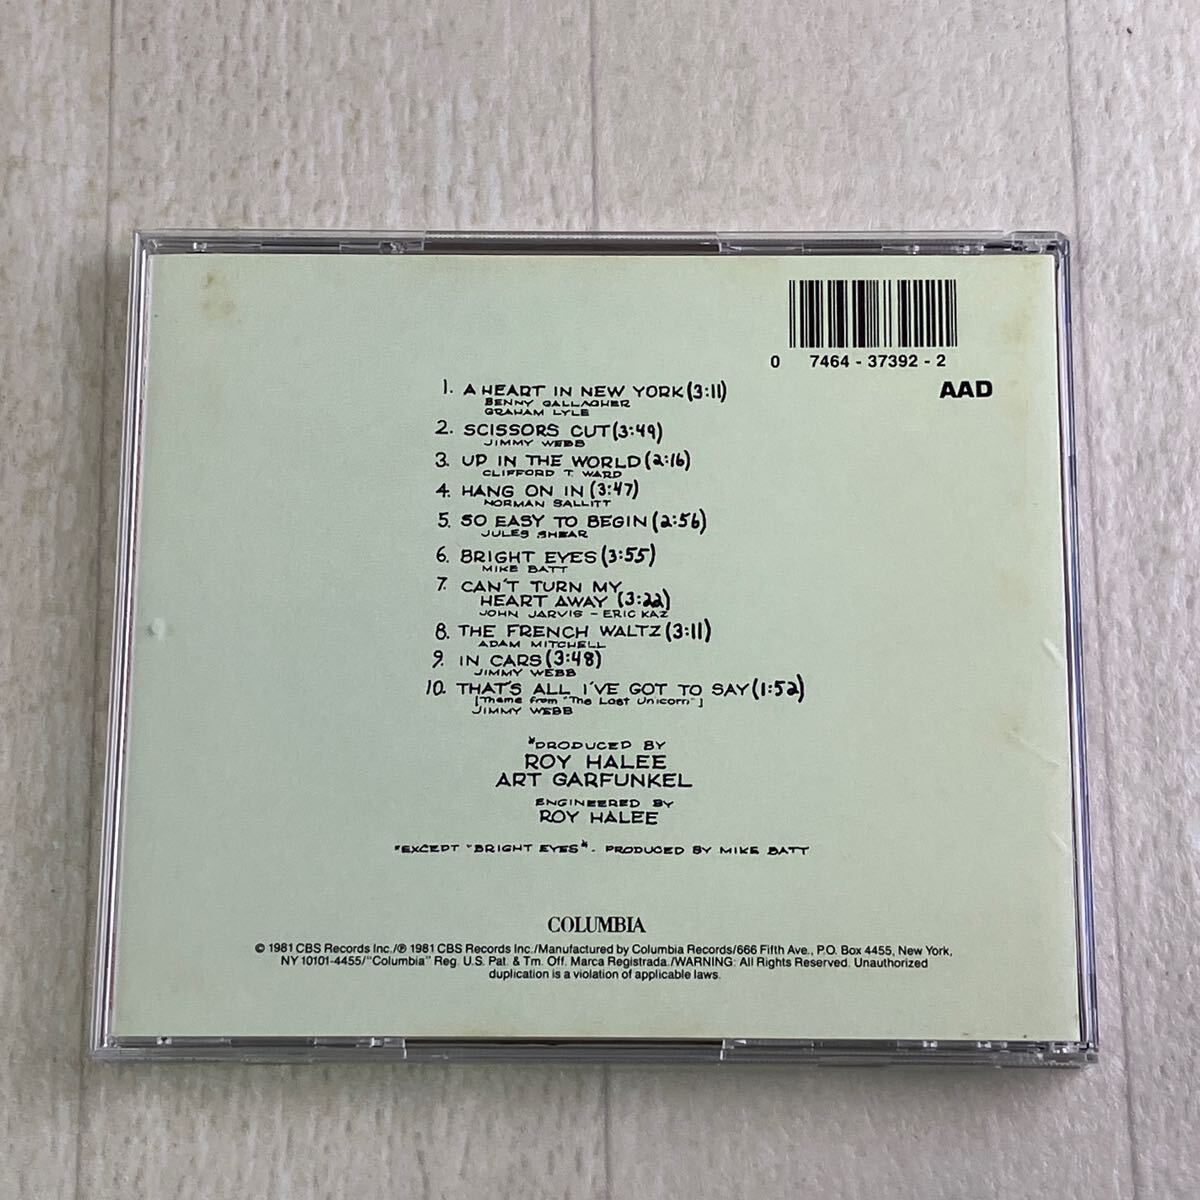 0 7464-37392-2
AAD
1. A HEART IN NEW YORK (3:11)
BENNY GALLAGHER
GRAHAM LYLE
2. SCISSORS CUT (3:49)
JIMMY WEBB
3. UP IN THE WORLD (2:16)
CLIFFORD T. WARD
4. HANG ON IN (3:47)
NORMAN SALLITT
5. SO EASY TO BEGIN (2:56)
JULES SHEAR
6. BRIGHT EYES (3:55)
MIKE BATT
7. CAN'T TURN MY
HEART AWAY (3:22)
JOHN JARVIS - ERIC KAZ
8. THE FRENCH WALTZ (3:11)
ADAM MITCHELL
9. IN CARS (3:48)
JIMMY WEBB
10. THAT'S ALL I'VE GOT TO SAY (1:52)
[Theme from "The Last Unicorn"]
JIMMY WEBB
*PRODUCED BY
ROY HALEE
ART GARFUNKEL
ENGINEERED BY
ROY HALEE
*EXCEPT "BRIGHT EYES" - PRODUCED BY MIKE BATT
COLUMBIA
© 1981 CBS Records Inc./℗ 1981 CBS Records Inc./Manufactured by Columbia Records/666 Fifth Ave., P.O. Box 4455, New York,
NY 10101-4455/"Columbia" Reg. U.S. Pat. & Tm. Off. Marca Registrada./WARNING: All Rights Reserved. Unauthorized
duplication is a violation of applicable laws.